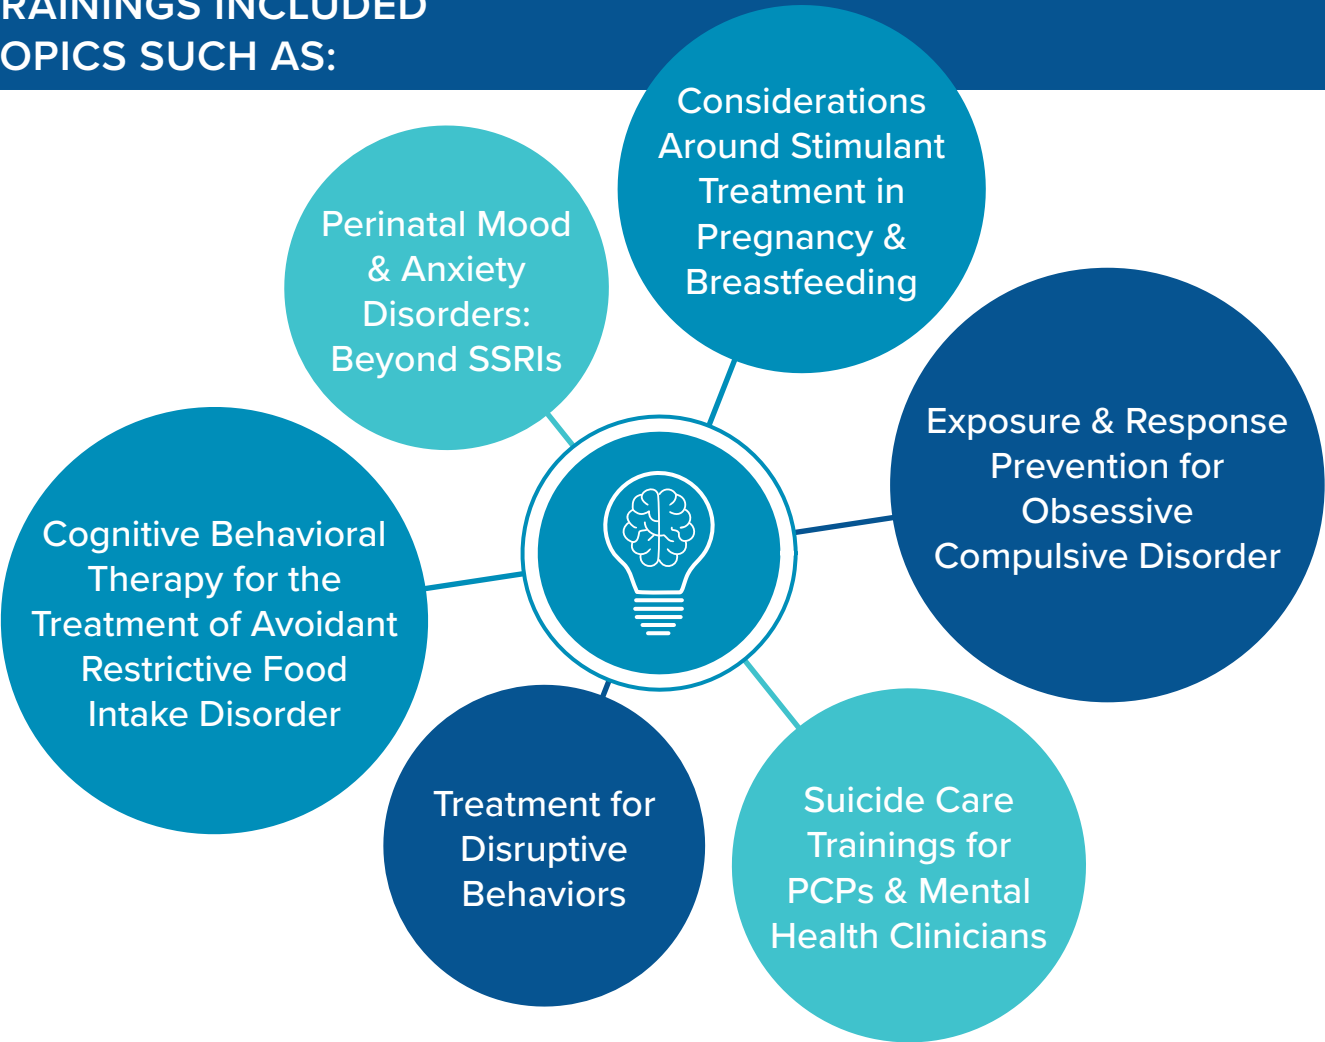 RAININGS INCLUDED
OPICS SUCH AS:
Considerations
Around Stimulant
Treatment in
Pregnancy &
Breastfeeding
Perinatal Mood
& Anxiety
Disorders:
Beyond SSRIs
Exposure & Response
Prevention for
Obsessive
Compulsive Disorder
Cognitive Behavioral
Therapy for the
Treatment of Avoidant
Restrictive Food
Intake Disorder
Treatment for
Disruptive
Behaviors
Suicide Care
Trainings for
PCPs & Mental
Health Clinicians